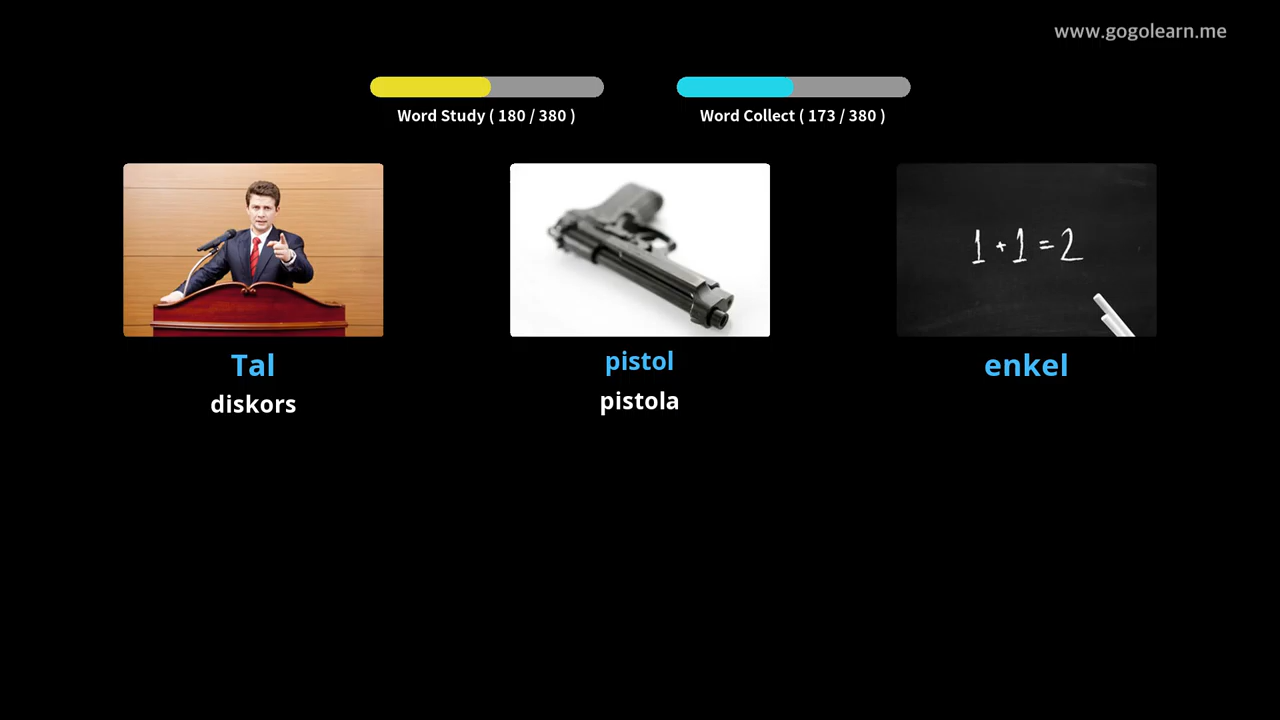 www.gogolearn.me
Word Study ( 180 / 380 )
Word Collect ( 173 / 380 )
1 + 1 = 2
Tal
pistol
enkel
diskors
pistola